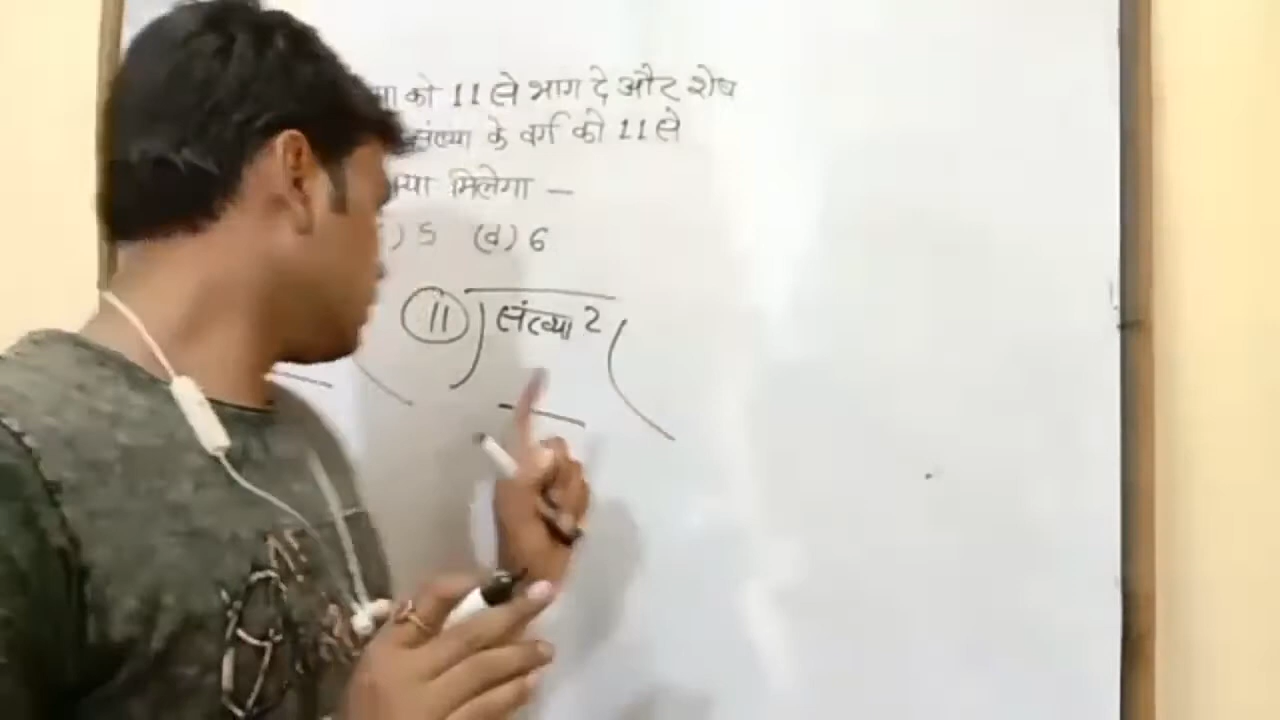 को 11 से भाग दे और शेष
संख्या के वर्ग को 11 से
मिलेगा —
) 5 (d) 6
11 ) संख्या 2 (